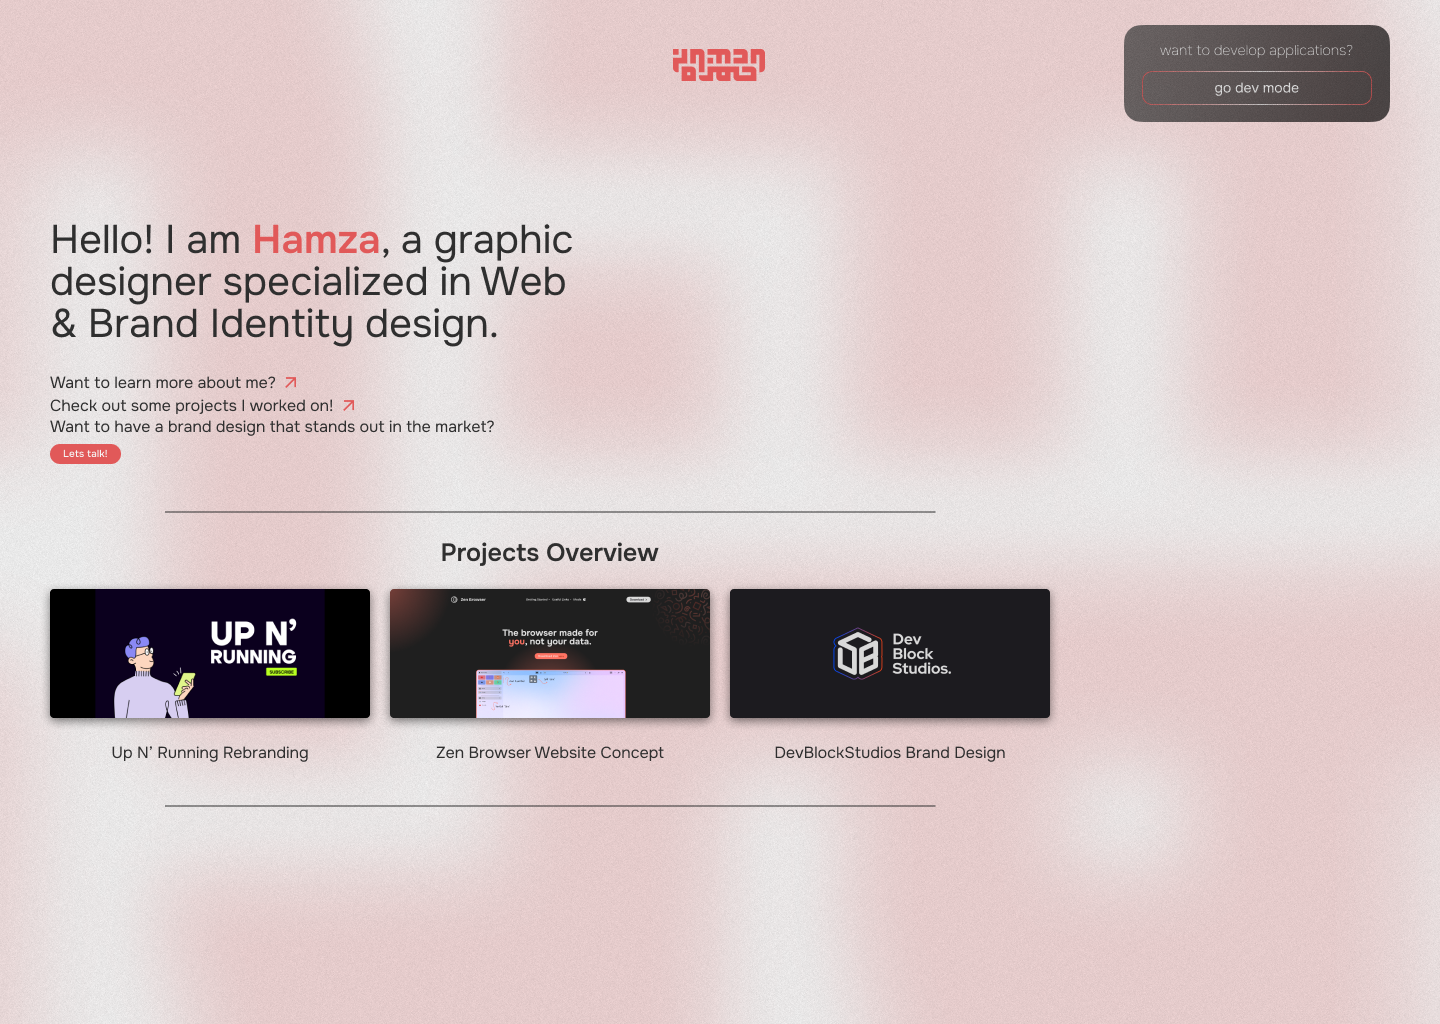 want to develop applications?
go dev mode
Hello! I am Hamza, a graphic
designer specialized in Web
& Brand Identity design.
Want to learn more about me?
Check out some projects I worked on!
Want to have a brand design that stands out in the market?
Lets talk!
Projects Overview
UP N’
RUNNING
SUBSCRIBE
Zen Browser
The browser made for
you, not your data.
Dev
Block
Studios.
Up N’ Running Rebranding
Zen Browser Website Concept
DevBlockStudios Brand Design